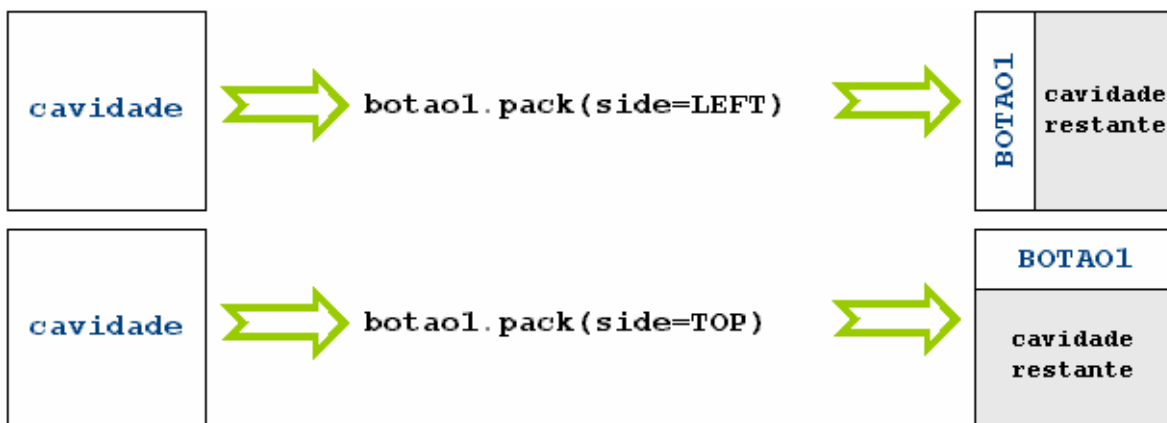 cavidade
botao1.pack(side=LEFT)
BOTAO1
cavidade
restante
cavidade
botao1.pack(side=TOP)
BOTAO1
cavidade
restante